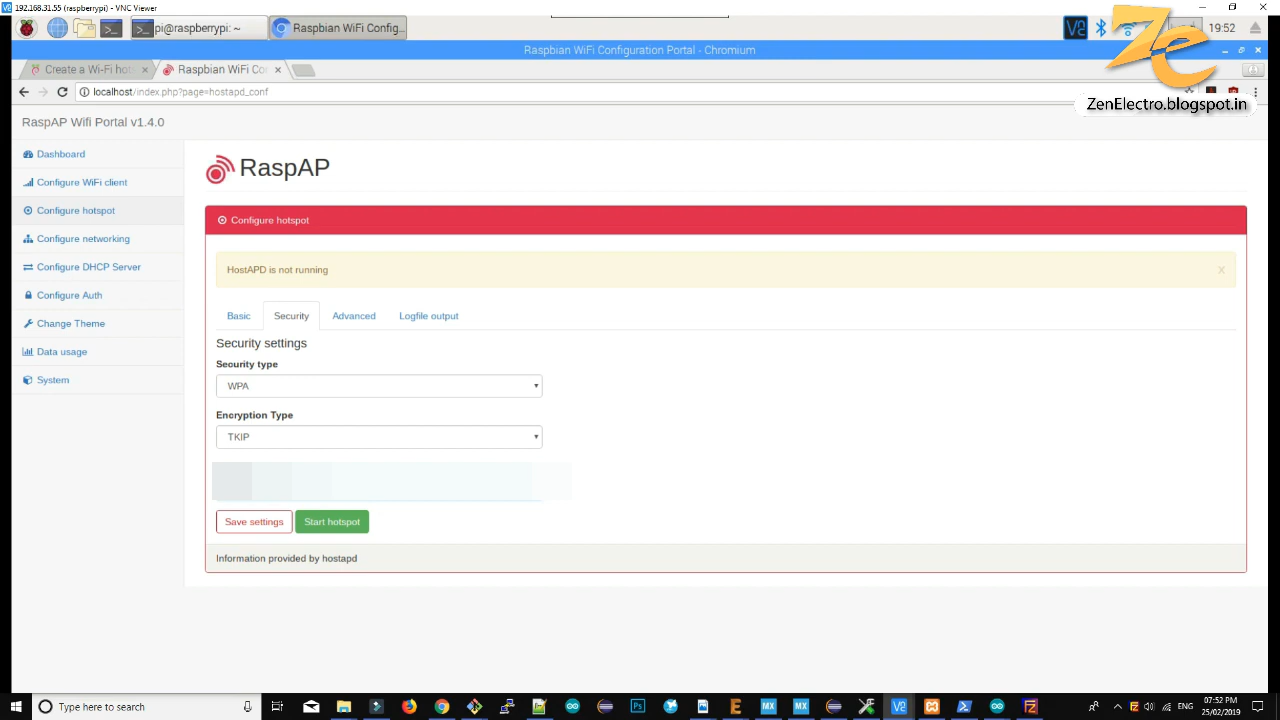 192.168.31.55 (raspberrypi) - VNC Viewer
pi@raspberrypi: ~
Raspbian WiFi Config...
19:52
Raspbian WiFi Configuration Portal - Chromium
Create a Wi-Fi hot
Raspbian WiFi Co
localhost/index.php?page=hostapd_conf
ZenElectro.blogspot.in
RaspAP Wifi Portal v1.4.0
Dashboard
Configure WiFi client
Configure hotspot
Configure networking
Configure DHCP Server
Configure Auth
Change Theme
Data usage
System
RaspAP
Configure hotspot
HostAPD is not running
x
Basic
Security
Advanced
Logfile output
Security settings
Security type
WPA
Encryption Type
TKIP
Save settings
Start hotspot
Information provided by hostapd
Type here to search
ENG
07:52 PM
25/02/2019